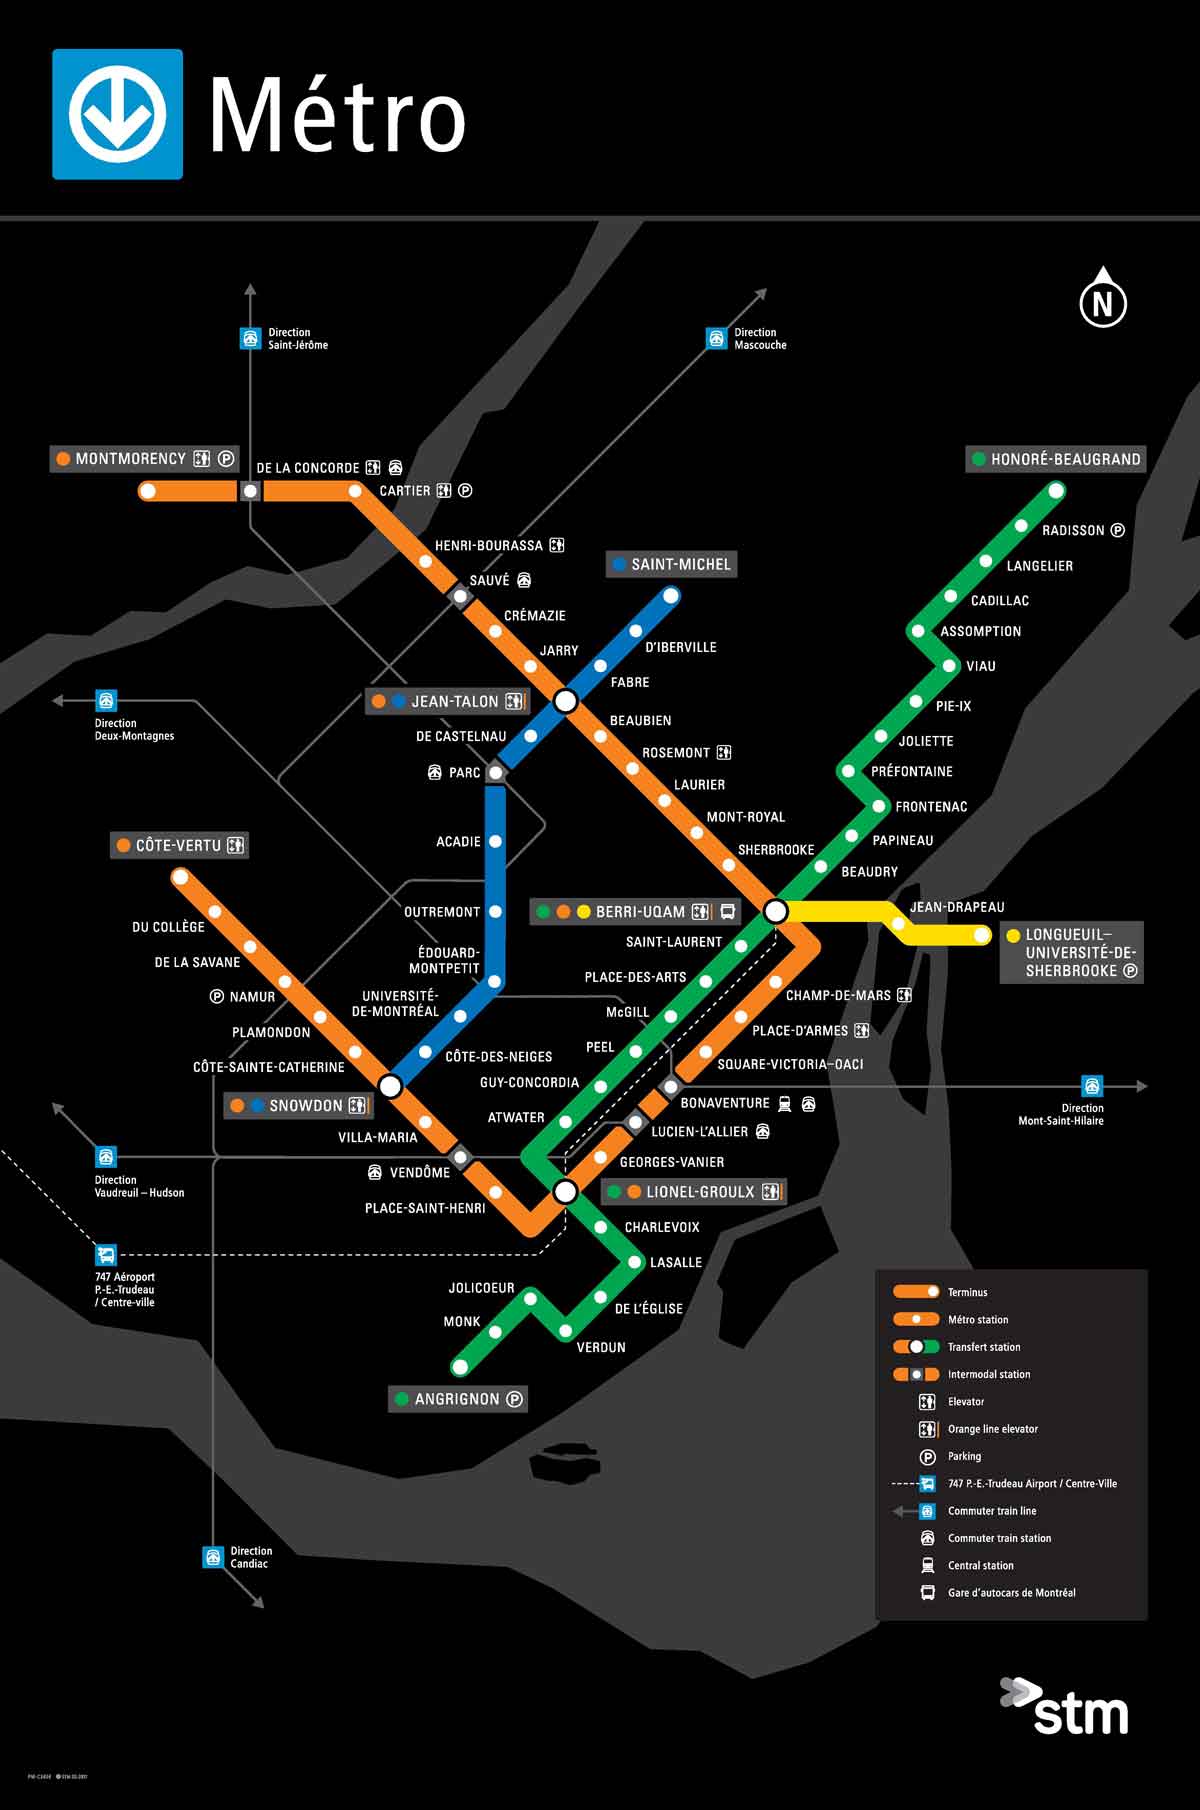 Métro
N
Direction
Saint-Jérôme
Direction
Mascouche
MONTMORENCY P
DE LA CONCORDE
CARTIER P
HONORÉ-BEAUGRAND
RADISSON P
HENRI-BOURASSA
LANGELIER
SAUVÉ
SAINT-MICHEL
CADILLAC
CRÉMAZIE
ASSOMPTION
JARRY
D'IBERVILLE
VIAU
FABRE
JEAN-TALON
PIE-IX
Direction
Deux-Montagnes
BEAUBIEN
DE CASTELNAU
JOLIETTE
ROSEMONT
PARC
PRÉFONTAINE
LAURIER
FRONTENAC
MONT-ROYAL
CÔTE-VERTU
ACADIE
SHERBROOKE
PAPINEAU
BEAUDRY
OUTREMONT
BERRI-UQAM
JEAN-DRAPEAU
DU COLLÈGE
SAINT-LAURENT
LONGUEUIL–
UNIVERSITÉ-DE-
SHERBROOKE P
DE LA SAVANE
ÉDOUARD-
MONTPETIT
PLACE-DES-ARTS
P NAMUR
UNIVERSITÉ-
DE-MONTRÉAL
CHAMP-DE-MARS
McGILL
PLAMONDON
PLACE-D'ARMES
PEEL
CÔTE-SAINTE-CATHERINE
CÔTE-DES-NEIGES
SQUARE-VICTORIA–OACI
GUY-CONCORDIA
SNOWDON
BONAVENTURE
Direction
Mont-Saint-Hilaire
ATWATER
VILLA-MARIA
LUCIEN-L'ALLIER
VENDÔME
GEORGES-VANIER
Direction
Vaudreuil – Hudson
LIONEL-GROULX
PLACE-SAINT-HENRI
CHARLEVOIX
LASALLE
747 Aéroport
P.-E.-Trudeau
/ Centre-ville
JOLICOEUR
DE L'ÉGLISE
MONK
VERDUN
ANGRIGNON P
Terminus
Métro station
Transfert station
Intermodal station
Elevator
Orange line elevator
P Parking
747 P.-E.-Trudeau Airport / Centre-Ville
Commuter train line
Commuter train station
Central station
Gare d'autocars de Montréal
Direction
Candiac
stm